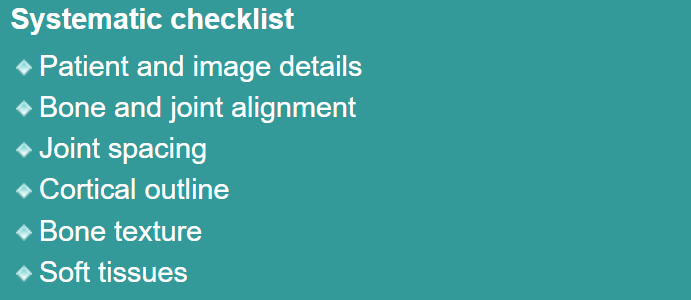 Systematic checklist
Patient and image details
Bone and joint alignment
Joint spacing
Cortical outline
Bone texture
Soft tissues